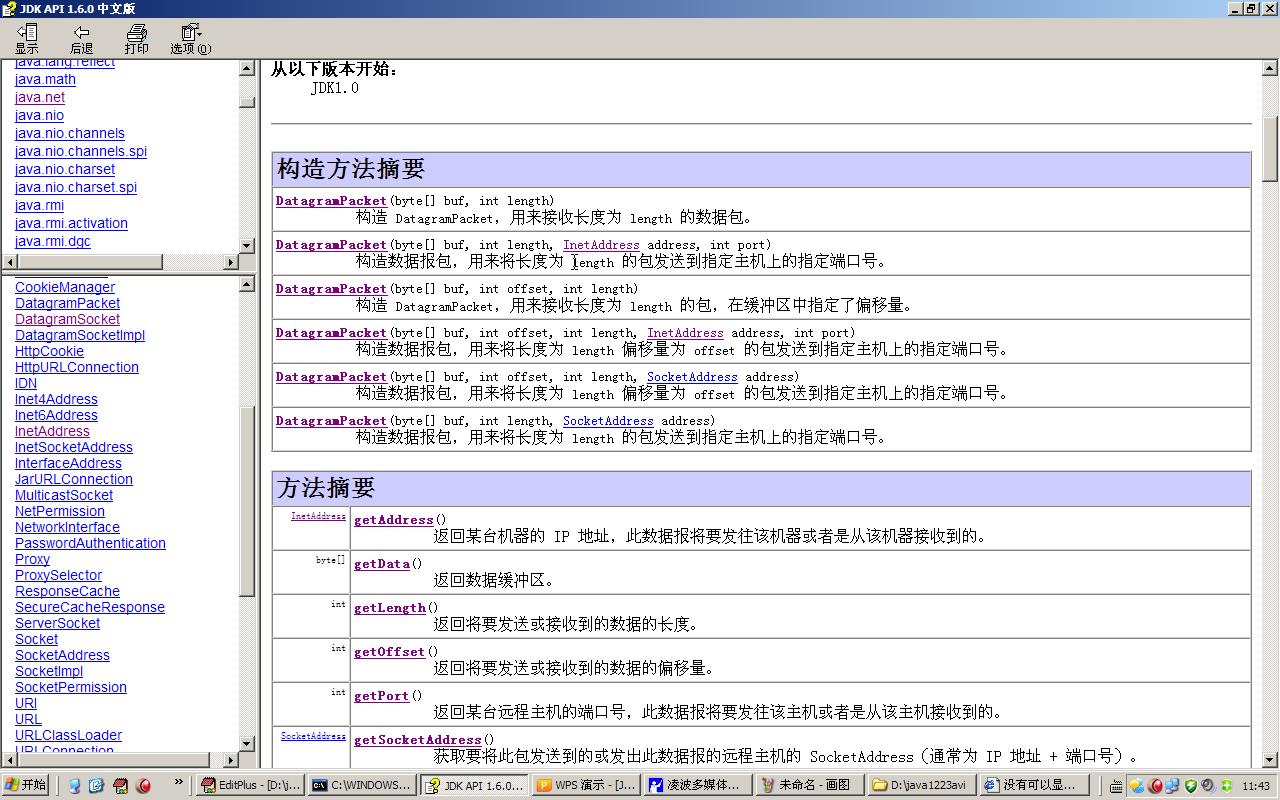 JDK API 1.6.0 中文版
显示 后退 打印 选项(O)
java.lang.reflect
java.math
java.net
java.nio
java.nio.channels
java.nio.channels.spi
java.nio.charset
java.nio.charset.spi
java.rmi
java.rmi.activation
java.rmi.dgc
CookieManager
DatagramPacket
DatagramSocket
DatagramSocketImpl
HttpCookie
HttpURLConnection
IDN
Inet4Address
Inet6Address
InetAddress
InetSocketAddress
InterfaceAddress
JarURLConnection
MulticastSocket
NetPermission
NetworkInterface
PasswordAuthentication
Proxy
ProxySelector
ResponseCache
SecureCacheResponse
ServerSocket
Socket
SocketAddress
SocketImpl
SocketPermission
URI
URL
URLClassLoader
URLConnection
从以下版本开始：
JDK1.0
构造方法摘要
DatagramPacket(byte[] buf, int length)
构造 DatagramPacket，用来接收长度为 length 的数据包。
DatagramPacket(byte[] buf, int length, InetAddress address, int port)
构造数据报包，用来将长度为 length 的包发送到指定主机上的指定端口号。
DatagramPacket(byte[] buf, int offset, int length)
构造 DatagramPacket，用来接收长度为 length 的包，在缓冲区中指定了偏移量。
DatagramPacket(byte[] buf, int offset, int length, InetAddress address, int port)
构造数据报包，用来将长度为 length 偏移量为 offset 的包发送到指定主机上的指定端口号。
DatagramPacket(byte[] buf, int offset, int length, SocketAddress address)
构造数据报包，用来将长度为 length 偏移量为 offset 的包发送到指定主机上的指定端口号。
DatagramPacket(byte[] buf, int length, SocketAddress address)
构造数据报包，用来将长度为 length 的包发送到指定主机上的指定端口号。
方法摘要
InetAddress getAddress()
返回某台机器的 IP 地址，此数据报将要发往该机器或者是从该机器接收到的。
byte[] getData()
返回数据缓冲区。
int getLength()
返回将要发送或接收到的数据的长度。
int getOffset()
返回将要发送或接收到的数据的偏移量。
int getPort()
返回某台远程主机的端口号，此数据报将要发往该主机或者是从该主机接收到的。
SocketAddress getSocketAddress()
获取要将此包发送到的或发出此数据报的远程主机的 SocketAddress（通常为 IP 地址 + 端口号）。
开始 » EditPlus - [D:\j... C:\WINDOWS... JDK API 1.6.0... WPS 演示 - [J... 凌波多媒体... 未命名 - 画图 D:\java1223avi 没有可以显... 11:43